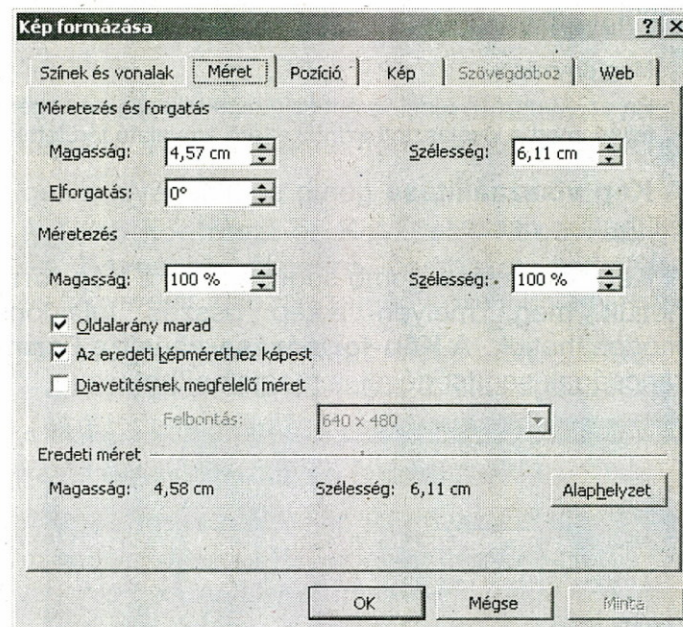 Kép formázása
Színek és vonalak Méret Pozíció Kép Szövegdoboz Web
Méretezés és forgatás
Magasság: 4,57 cm Szélesség: 6,11 cm
Elforgatás: 0°
Méretezés
Magasság: 100 % Szélesség: 100 %
Oldalarány marad
Az eredeti képmérethez képest
Diavetítésnek megfelelő méret
Felbontás: 640 x 480
Eredeti méret
Magasság: 4,58 cm Szélesség: 6,11 cm Alaphelyzet
OK Mégse Minta